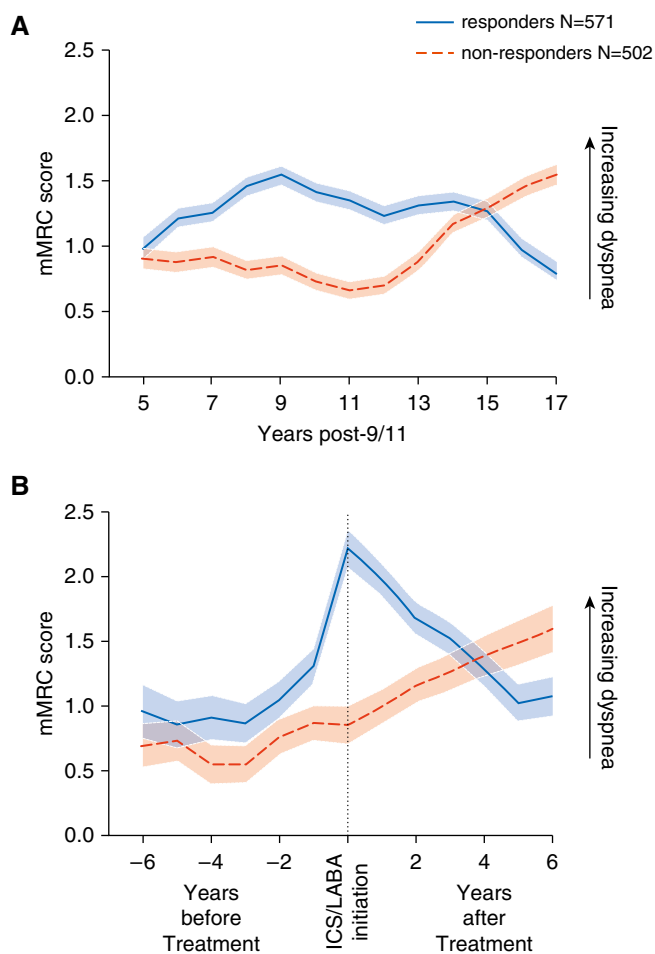 A
responders N=571
non-responders N=502
2.5
2.0
1.5
1.0
0.5
0.0
mMRC score
5 7 9 11 13 15 17
Years post-9/11
Increasing dyspnea
B
2.5
2.0
1.5
1.0
0.5
0.0
mMRC score
−6 −4 −2 2 4 6
Years
before
Treatment
ICS/LABA
initiation
Years
after
Treatment
Increasing dyspnea